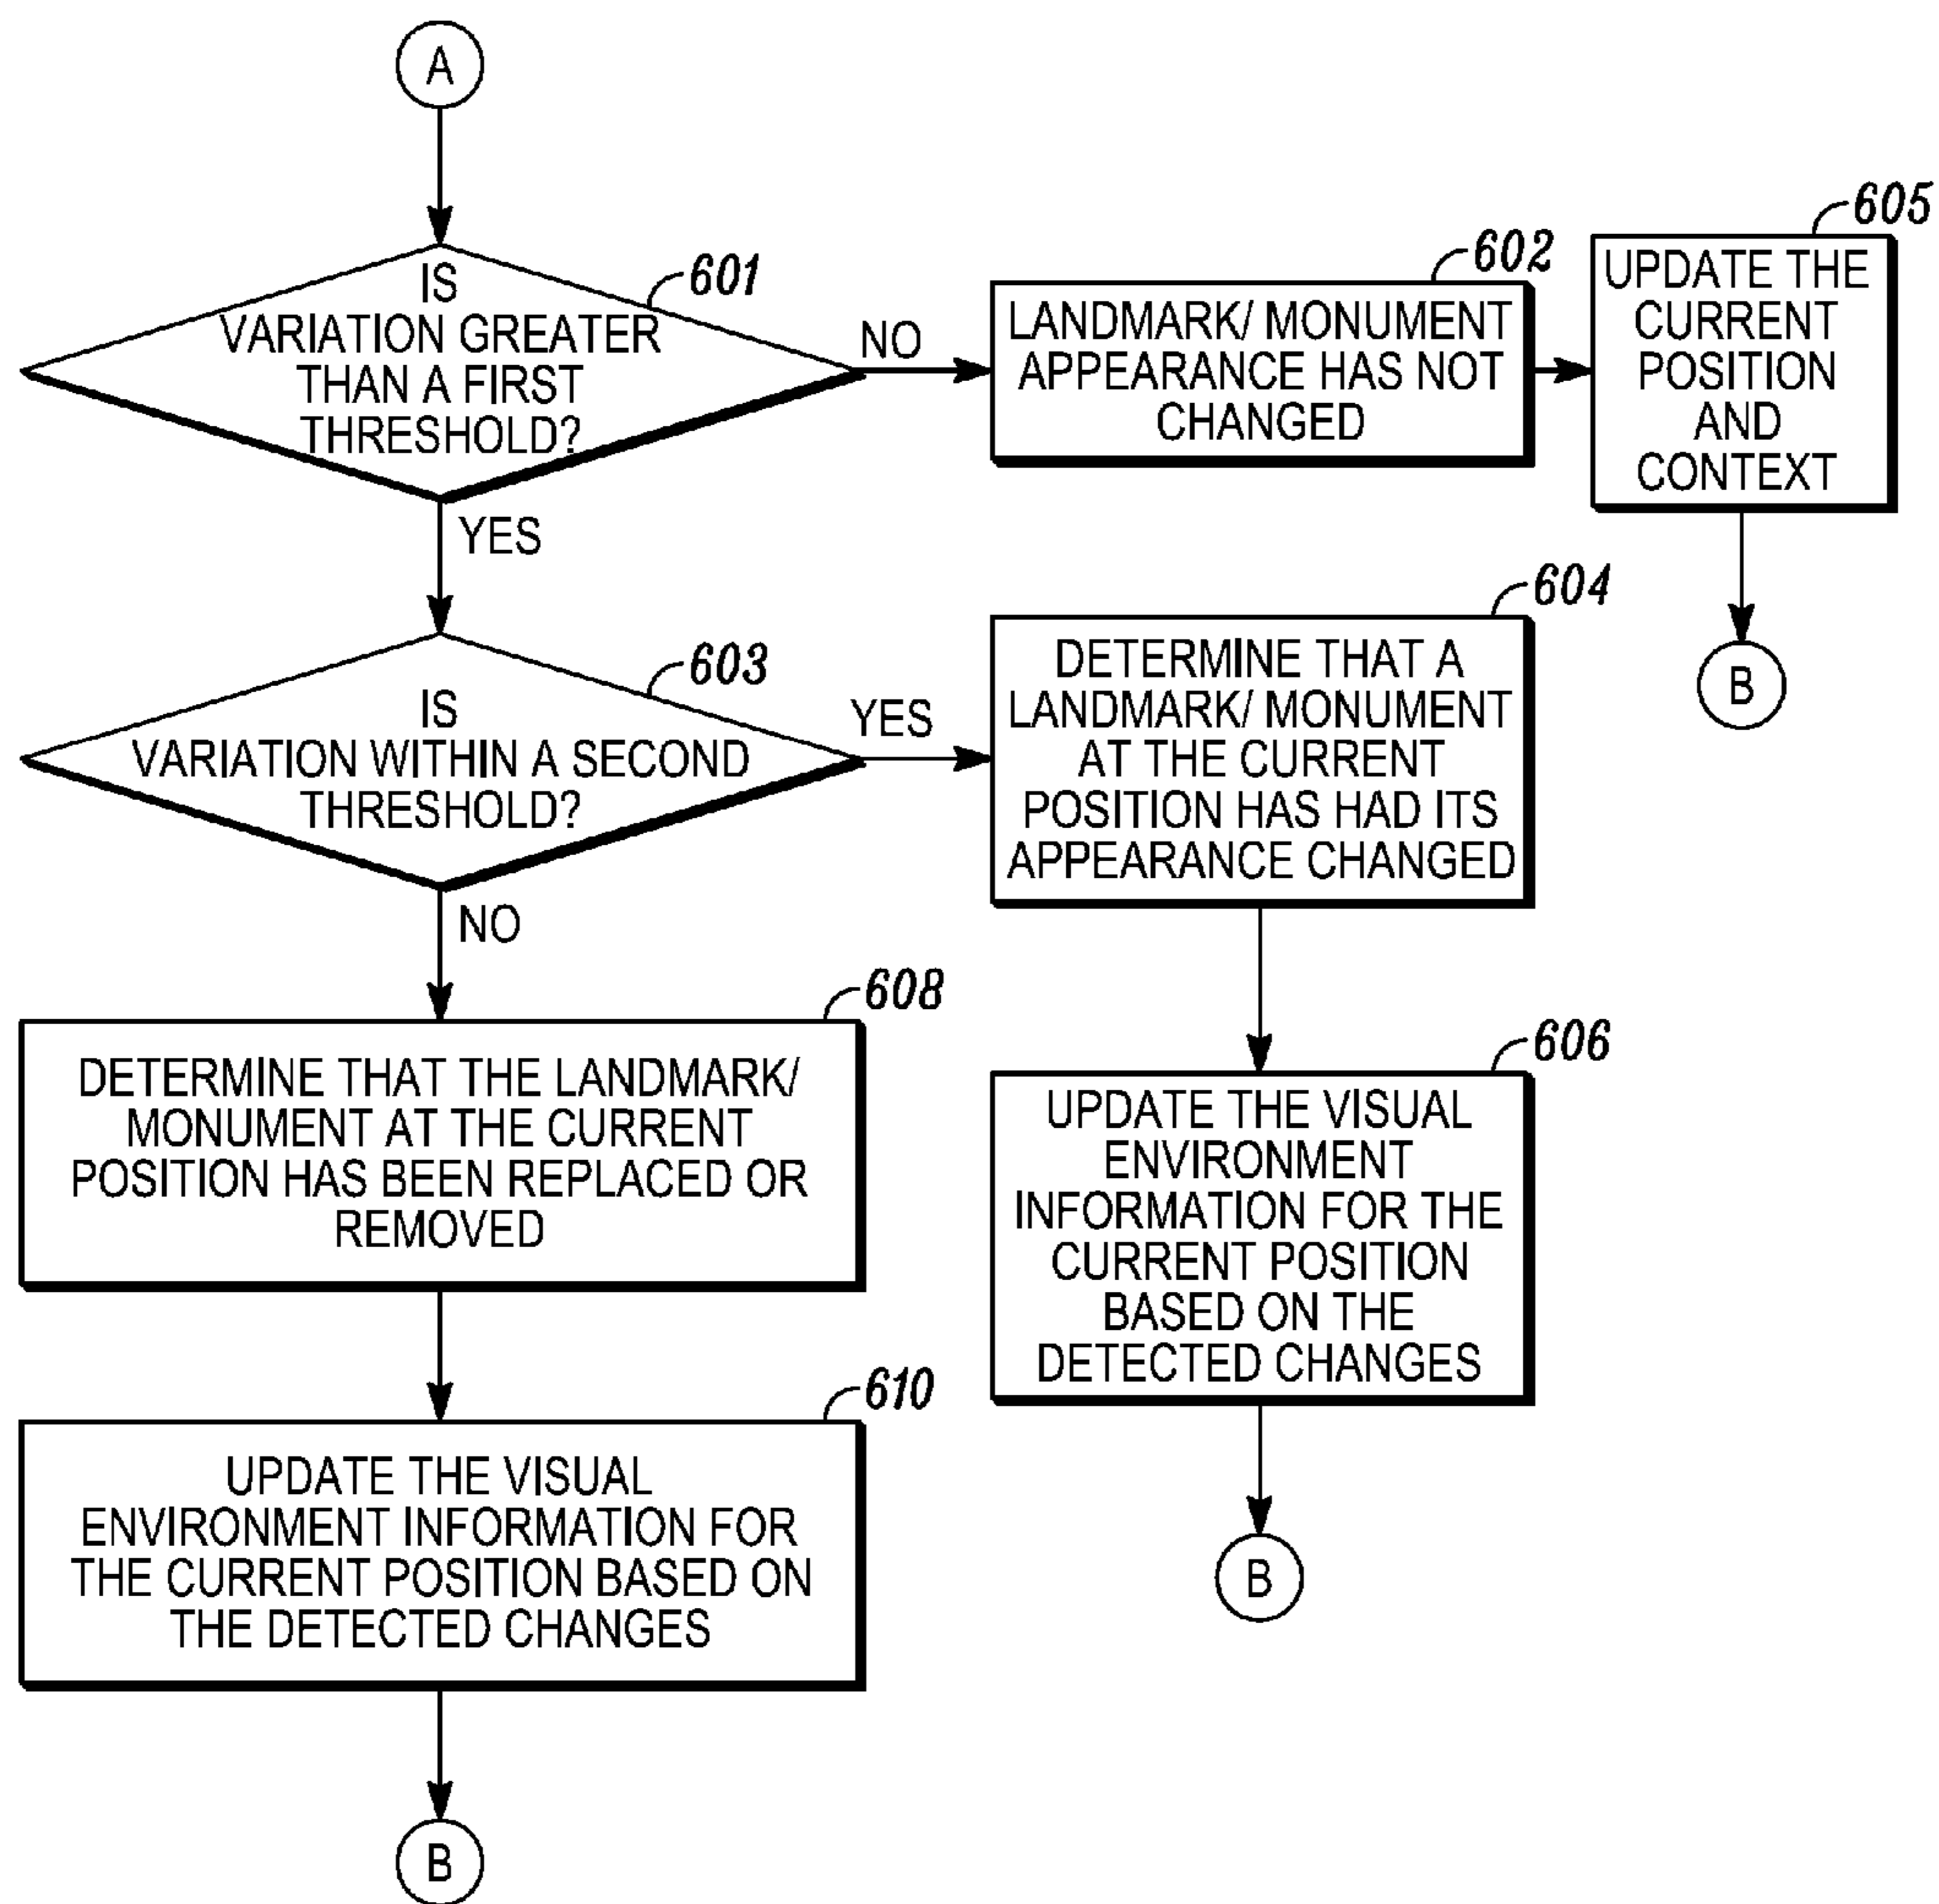 A
601
IS
VARIATION GREATER
THAN A FIRST
THRESHOLD?
NO
YES
602
LANDMARK/ MONUMENT
APPEARANCE HAS NOT
CHANGED
605
UPDATE THE
CURRENT
POSITION
AND
CONTEXT
B
603
IS
VARIATION WITHIN A SECOND
THRESHOLD?
YES
NO
604
DETERMINE THAT A
LANDMARK/ MONUMENT
AT THE CURRENT
POSITION HAS HAD ITS
APPEARANCE CHANGED
606
UPDATE THE VISUAL
ENVIRONMENT
INFORMATION FOR THE
CURRENT POSITION
BASED ON THE
DETECTED CHANGES
B
608
DETERMINE THAT THE LANDMARK/
MONUMENT AT THE CURRENT
POSITION HAS BEEN REPLACED OR
REMOVED
610
UPDATE THE VISUAL
ENVIRONMENT INFORMATION FOR
THE CURRENT POSITION BASED ON
THE DETECTED CHANGES
B